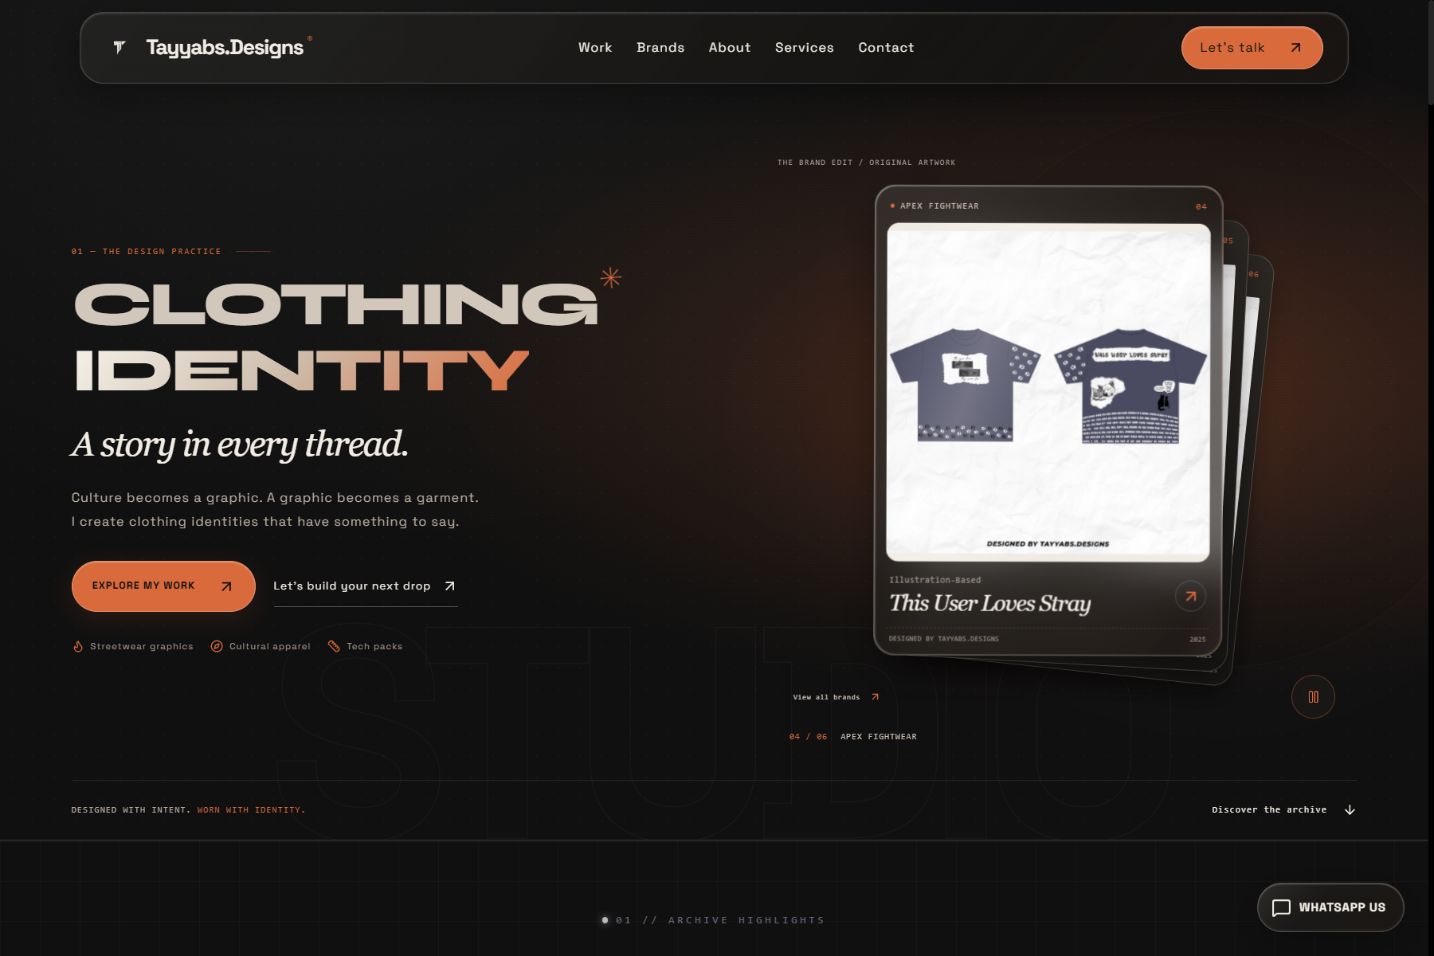 Tayyabs.Designs®
Work
Brands
About
Services
Contact
Let's talk
01 — THE DESIGN PRACTICE
CLOTHING
IDENTITY
A story in every thread.
Culture becomes a graphic. A graphic becomes a garment.
I create clothing identities that have something to say.
EXPLORE MY WORK
Let's build your next drop
Streetwear graphics
Cultural apparel
Tech packs
THE BRAND EDIT / ORIGINAL ARTWORK
APEX FIGHTWEAR
04
05
06
THIS USER LOVES STRAY
DESIGNED BY TAYYABS.DESIGNS
Illustration-Based
This User Loves Stray
DESIGNED BY TAYYABS.DESIGNS
2025
View all brands
04 / 06 APEX FIGHTWEAR
STUDIO
DESIGNED WITH INTENT. WORN WITH IDENTITY.
Discover the archive
01 // ARCHIVE HIGHLIGHTS
WHATSAPP US